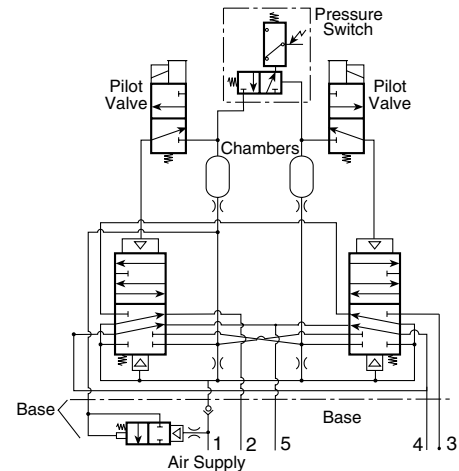 Pressure
Switch
Pilot
Valve
Pilot
Valve
Chambers
Base
Base
1 2 5 4 3
Air Supply